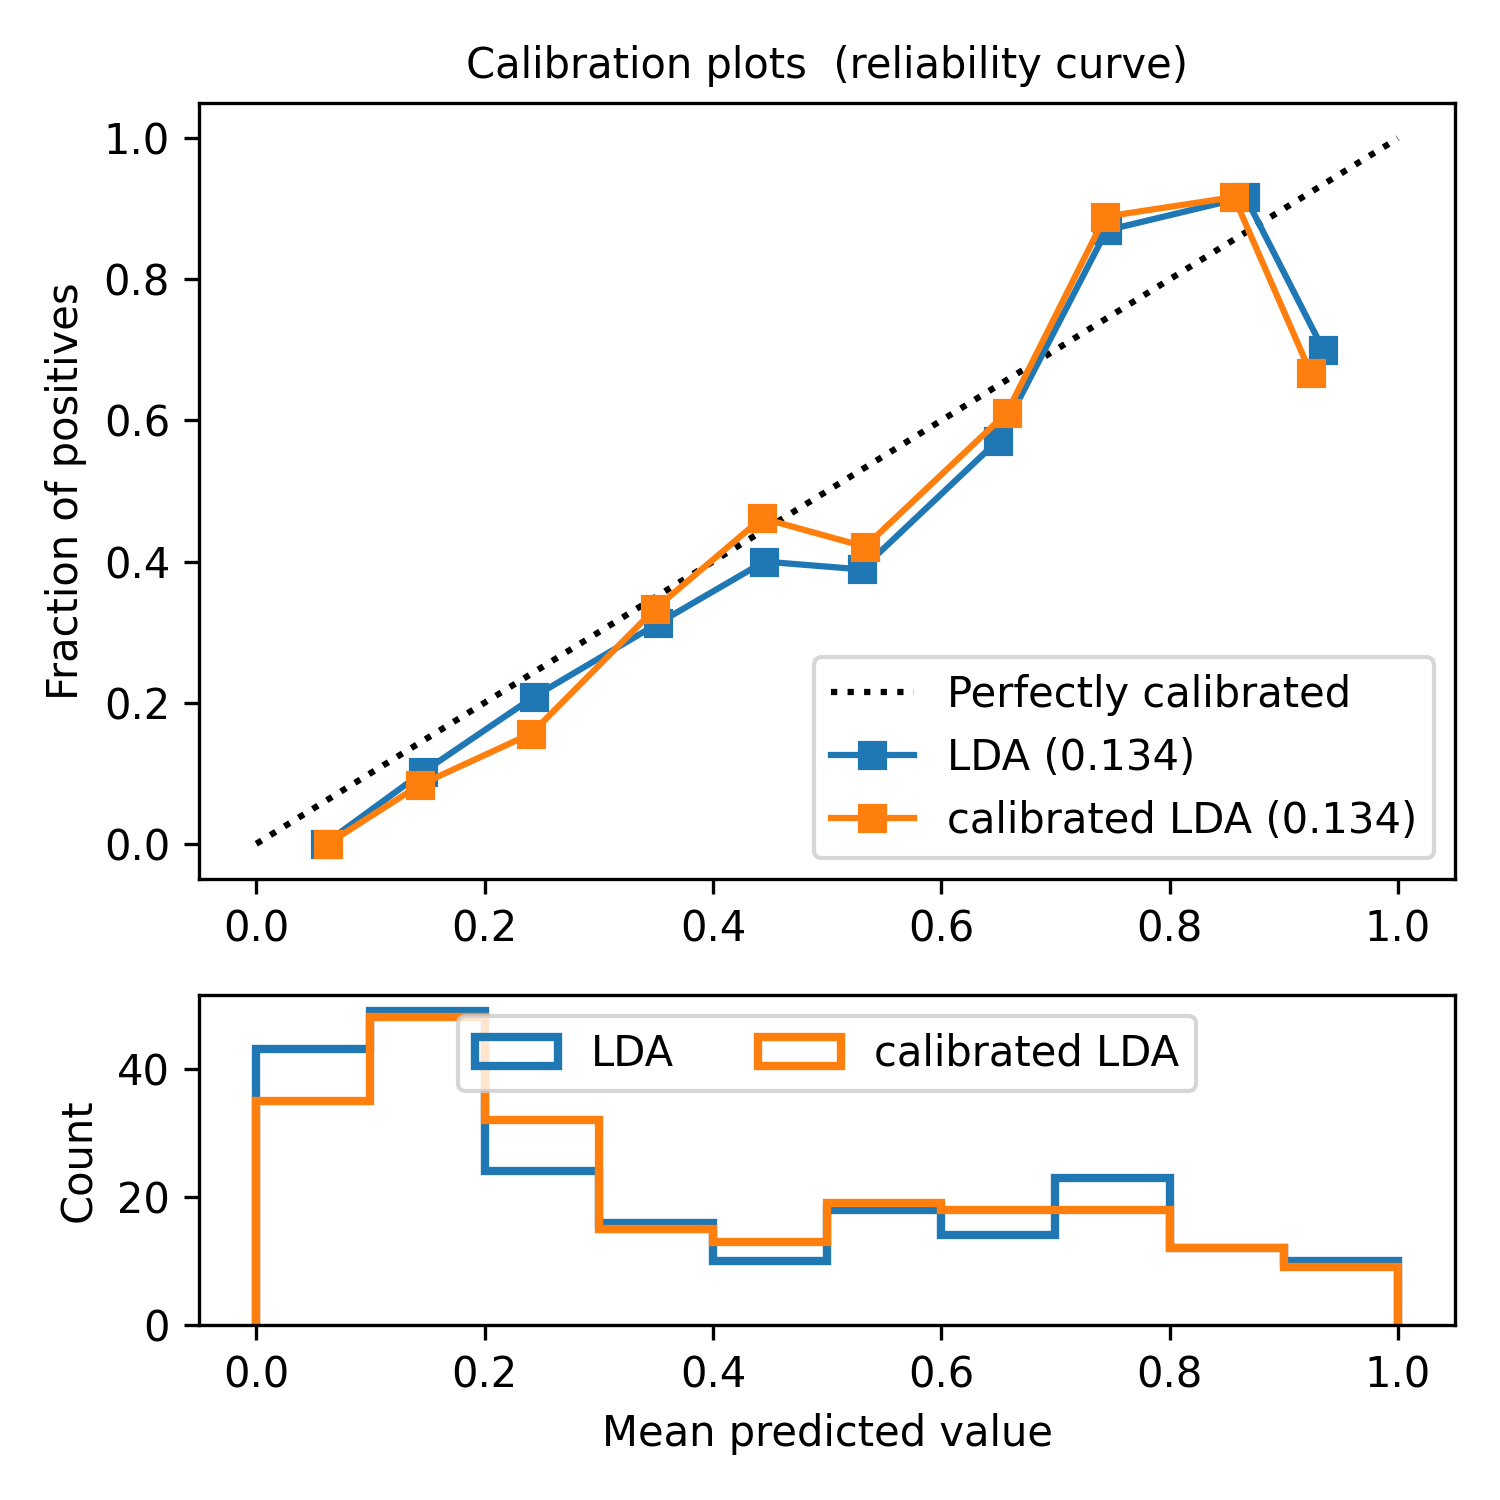 Calibration plots  (reliability curve)
1.0
0.8
0.6
0.4
0.2
0.0
Fraction of positives
Perfectly calibrated
LDA (0.134)
calibrated LDA (0.134)
0.0 0.2 0.4 0.6 0.8 1.0
LDA calibrated LDA
40
20
0
Count
0.0 0.2 0.4 0.6 0.8 1.0
Mean predicted value